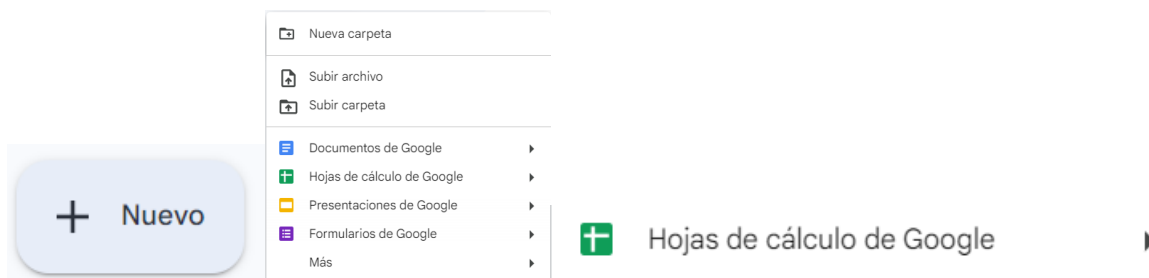 Nuevo
Nueva carpeta
Subir archivo
Subir carpeta
Documentos de Google
Hojas de cálculo de Google
Presentaciones de Google
Formularios de Google
Más
Hojas de cálculo de Google